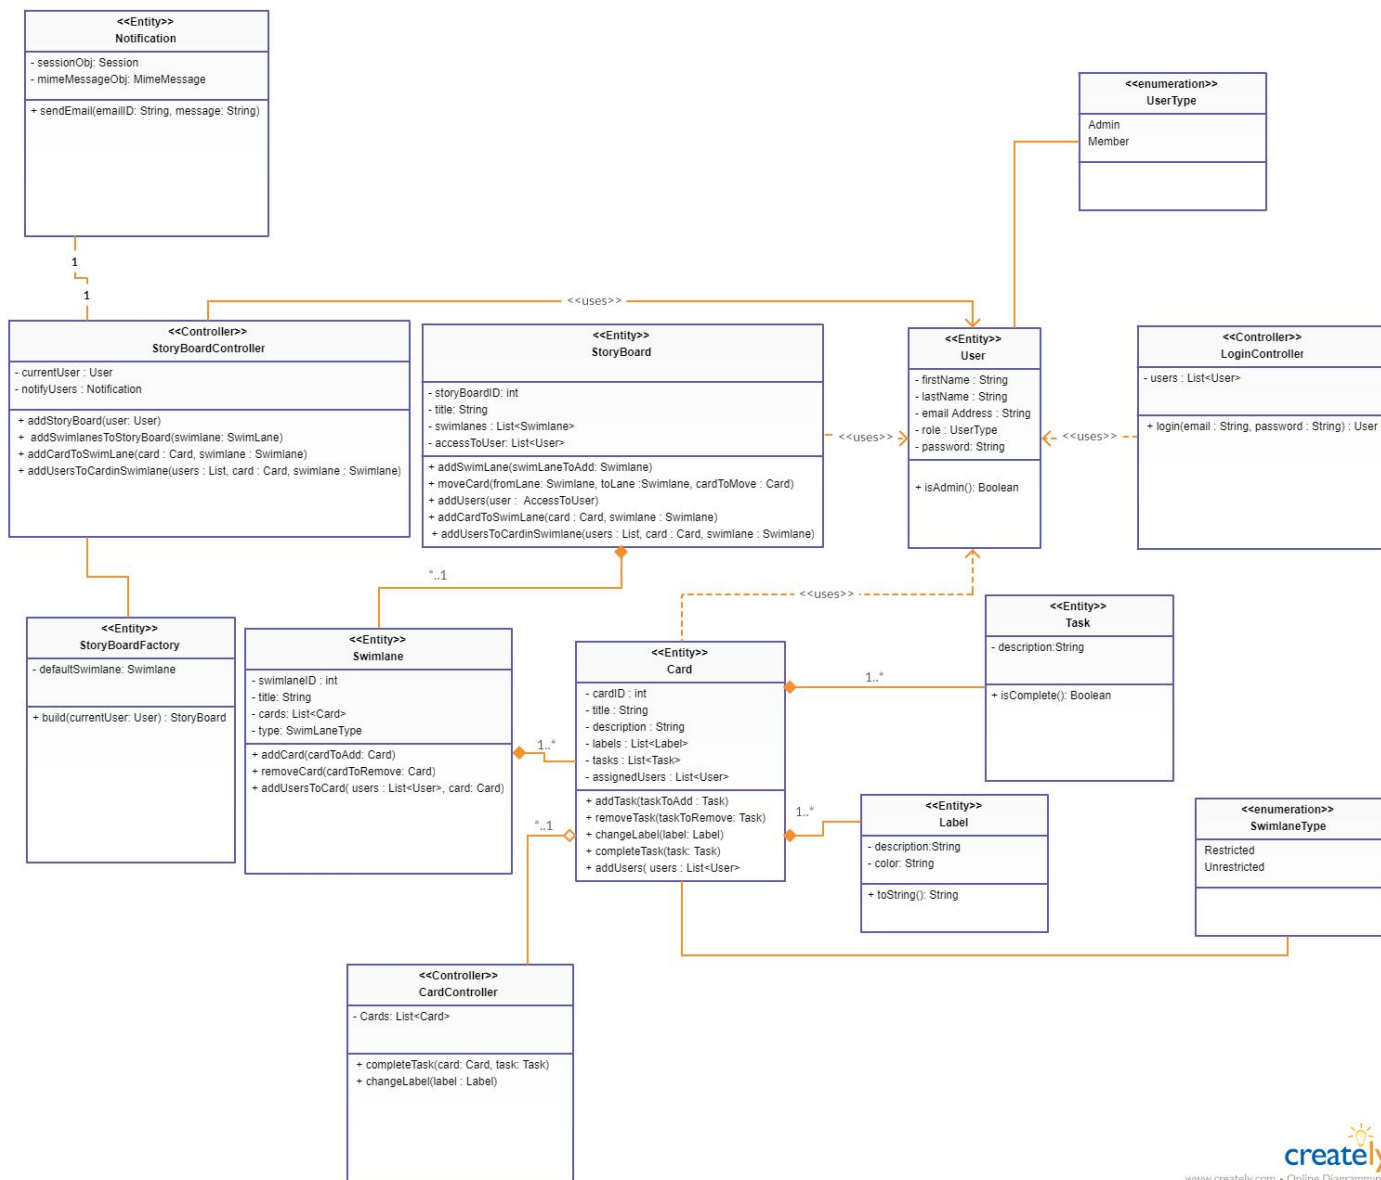 <<Entity>>
Notification
- sessionObj: Session
- mimeMessageObj: MimeMessage
+ sendEmail(emailID: String, message: String)
<<enumeration>>
UserType
Admin
Member
1
1
<<uses>>
<<Controller>>
StoryBoardController
- currentUser : User
- notifyUsers : Notification
+ addStoryBoard(user: User)
+ addSwimlanesToStoryBoard(swimlane: SwimLane)
+ addCardToSwimLane(card : Card, swimlane : Swimlane)
+ addUsersToCardinSwimlane(users : List, card : Card, swimlane : Swimlane)
<<Entity>>
StoryBoard
- storyBoardID: int
- title: String
- swimlanes : List<Swimlane>
- accessToUser: List<User>
+ addSwimLane(swimLaneToAdd: Swimlane)
+ moveCard(fromLane: Swimlane, toLane :Swimlane, cardToMove : Card)
+ addUsers(user : AccessToUser)
+ addCardToSwimLane(card : Card, swimlane : Swimlane)
+ addUsersToCardinSwimlane(users : List, card : Card, swimlane : Swimlane)
<<uses>>
<<Entity>>
User
- firstName : String
- lastName : String
- email Address : String
- role : UserType
- password: String
+ isAdmin(): Boolean
<<uses>>
<<Controller>>
LoginController
- users : List<User>
+ login(email : String, password : String) : User
*..1
<<uses>>
<<Entity>>
StoryBoardFactory
- defaultSwimlane: Swimlane
+ build(currentUser: User) : StoryBoard
<<Entity>>
Swimlane
- swimlaneID : int
- title: String
- cards: List<Card>
- type: SwimLaneType
+ addCard(cardToAdd: Card)
+ removeCard(cardToRemove: Card)
+ addUsersToCard( users : List<User>, card: Card)
1..*
<<Entity>>
Card
- cardID : int
- title: String
- description : String
- labels : List<Label>
- tasks : List<Task>
- assignedUsers : List<User>
+ addTask(taskToAdd : Task)
+ removeTask(taskToRemove: Task)
+ changeLabel(label: Label)
+ completeTask(task: Task)
+ addUsers( users : List<User>
1..*
<<Entity>>
Task
- description:String
+ isComplete(): Boolean
1..*
<<Entity>>
Label
- description:String
- color: String
+ toString(): String
<<enumeration>>
SwimlaneType
Restricted
Unrestricted
*..1
<<Controller>>
CardController
- Cards: List<Card>
+ completeTask(card: Card, task: Task)
+ changeLabel(label : Label)
creately
www.creately.com • Online Diagramming